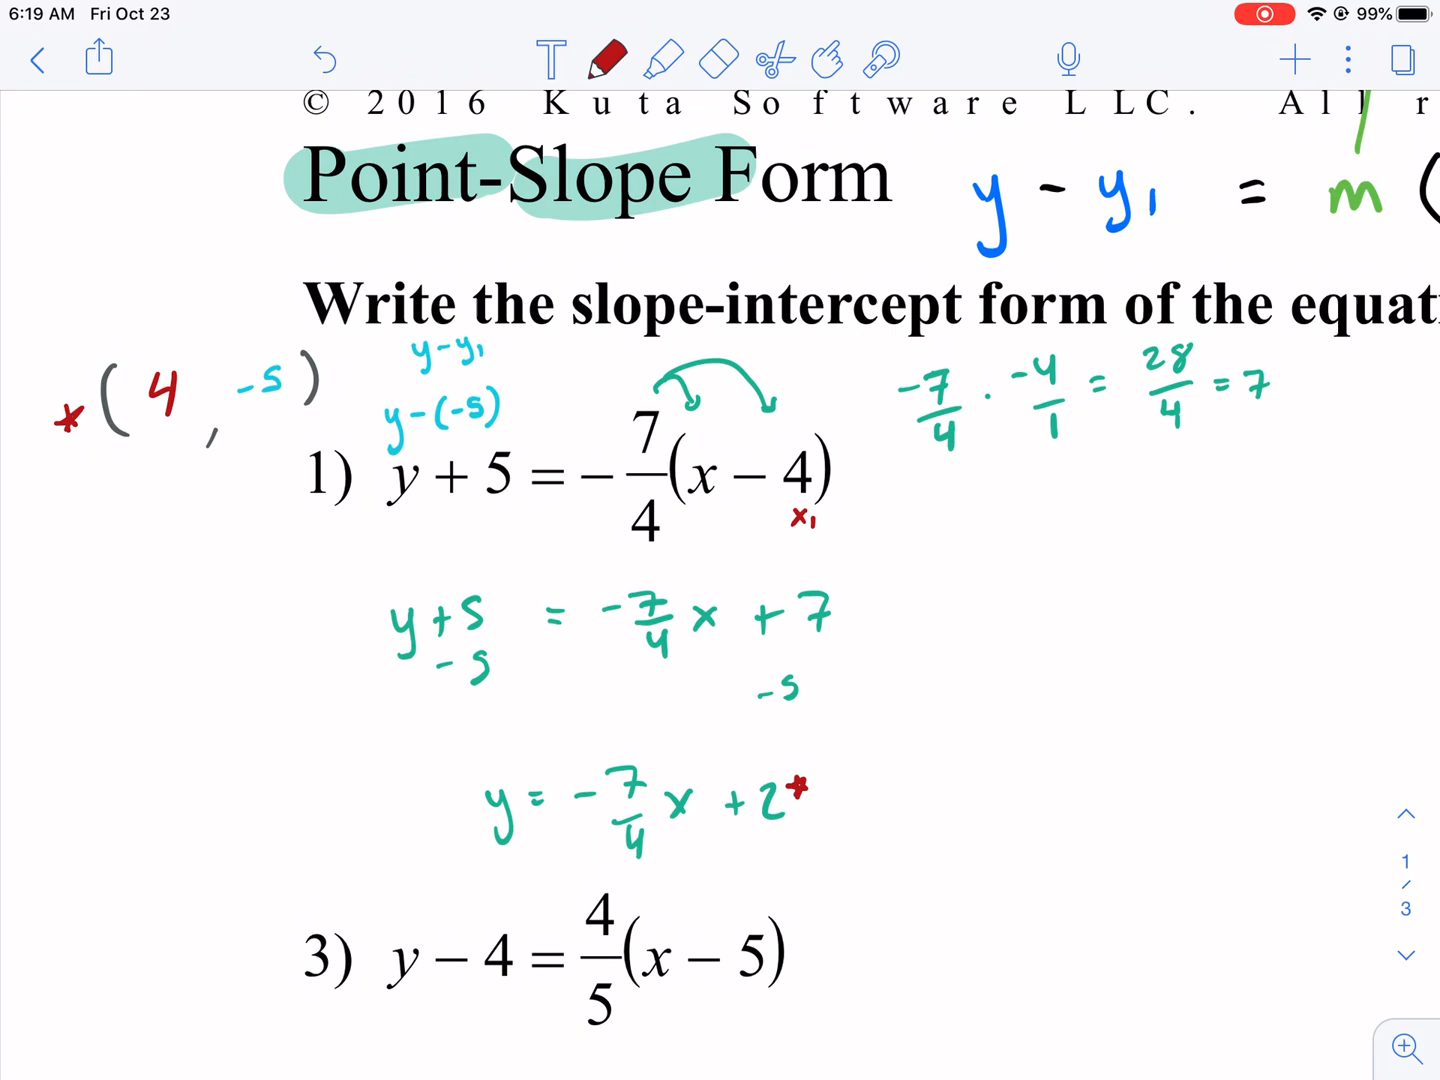 6:19 AM Fri Oct 23 99%
© 2016 Kuta Software LLC. All r
Point-Slope Form y - y₁ = m (
Write the slope-intercept form of the equat
* ( 4 , -5 ) y-y₁
y-(-5)
-7/4 · -4/1 = 28/4 = 7
1) y + 5 = -7/4(x - 4)
x₁
y+5 = -7/4 x + 7
-5 -5
y = -7/4 x +2*
3) y - 4 = 4/5(x - 5)
1
/
3